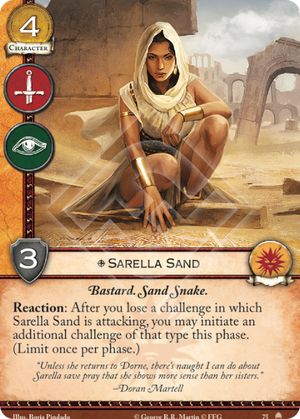 4
CHARACTER
3
SARELLA SAND
Bastard. Sand Snake.
Reaction: After you lose a challenge in which
Sarella Sand is attacking, you may initiate an
additional challenge of that type this phase.
(Limit once per phase.)
"Unless she returns to Dorne, there's naught I can do about
Sarella save pray that she shows more sense than her sisters."
–Doran Martell
Illus. Borja Pindado © George R.R. Martin © FFG 75